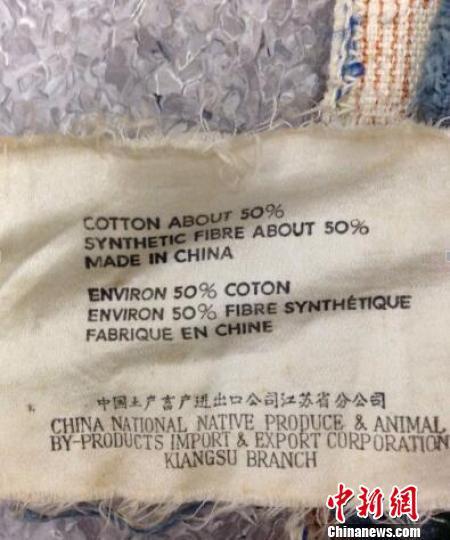 COTTON ABOUT 50%
SYNTHETIC FIBRE ABOUT 50%
MADE IN CHINA
ENVIRON 50% COTON
ENVIRON 50% FIBRE SYNTHÉTIQUE
FABRIQUE EN CHINE
中国土产畜产进出口公司江苏省分公司
CHINA NATIONAL NATIVE PRODUCE & ANIMAL
BY-PRODUCTS IMPORT & EXPORT CORPORATION
KIANGSU BRANCH
中新网
www.chinanews.com